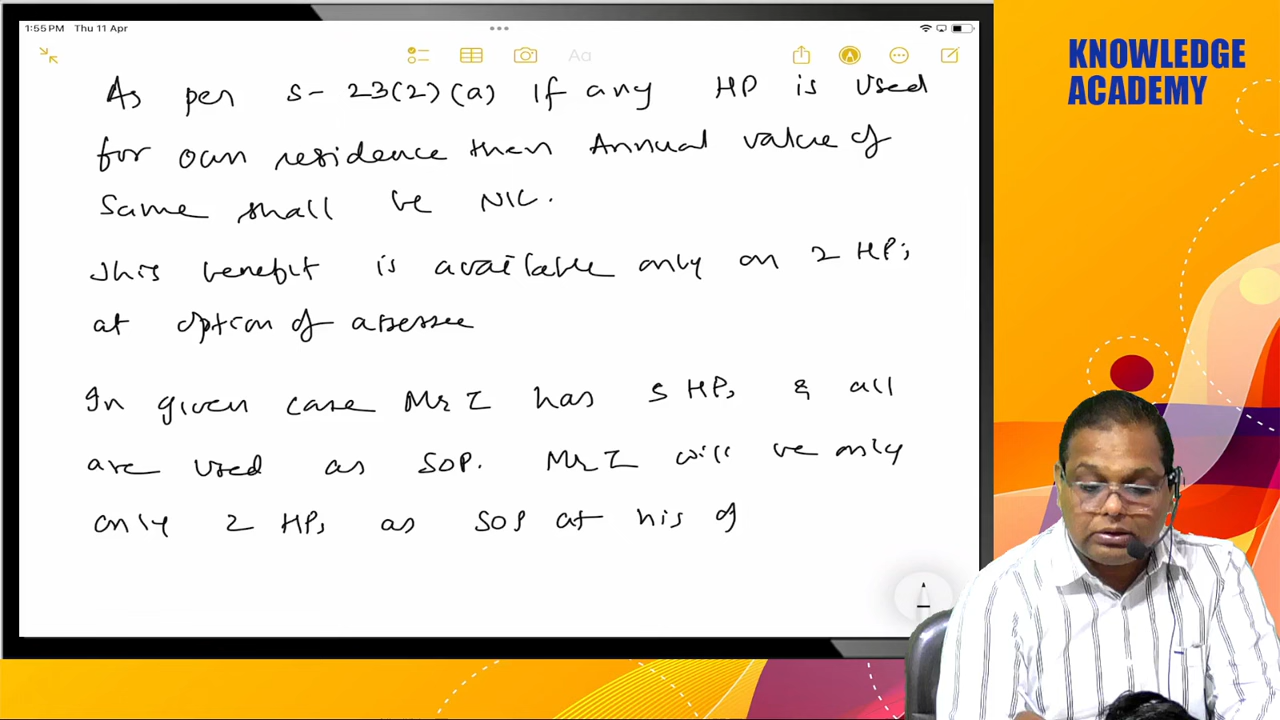 1:55 PM Thu 11 Apr
Aa
KNOWLEDGE
ACADEMY
As per S-23(2)(a) If any HP is used
for own residence then Annual value of
same shall be NIL.
This benefit is available only on 2 HPs
at option of assessee
In given case Mr I has 5 HPs & all
are used as SOP. Mr I will be only
only 2 HPs as SOP at his of